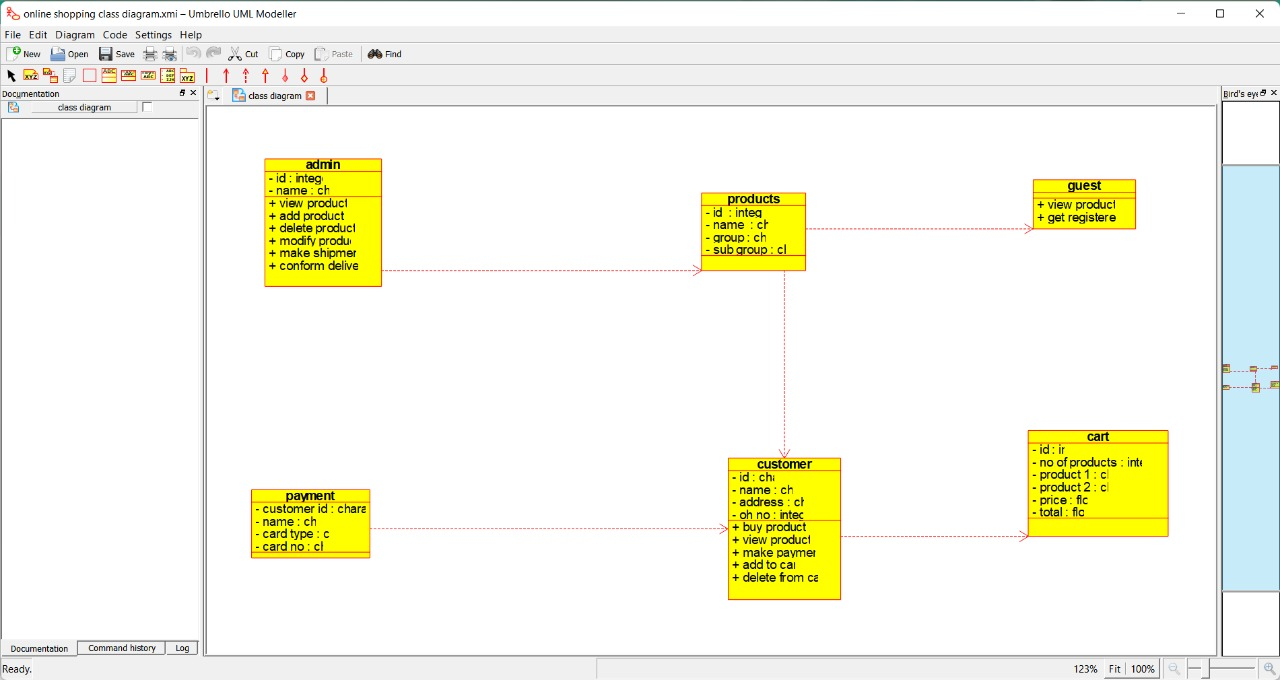 online shopping class diagram.xmi – Umbrello UML Modeller
File Edit Diagram Code Settings Help
New Open Save Cut Copy Paste Find
Documentation
class diagram
class diagram
Bird's eye
admin
- id : integ
- name : ch
+ view product
+ add product
+ delete product
+ modify produ
+ make shipmer
+ conform delive
products
- id : integ
- name : ch
- group : ch
- sub group : cl
guest
+ view product
+ get registere
payment
- customer id : chara
- name : ch
- card type : c
- card no : cl
customer
- id : cha
- name : ch
- address : ch
- oh no : integ
+ buy product
+ view product
+ make paymer
+ add to car
+ delete from ca
cart
- id : ir
- no of products : inte
- product 1 : cl
- product 2 : cl
- price : flo
- total : flo
Documentation Command history Log
Ready.
123% Fit 100%